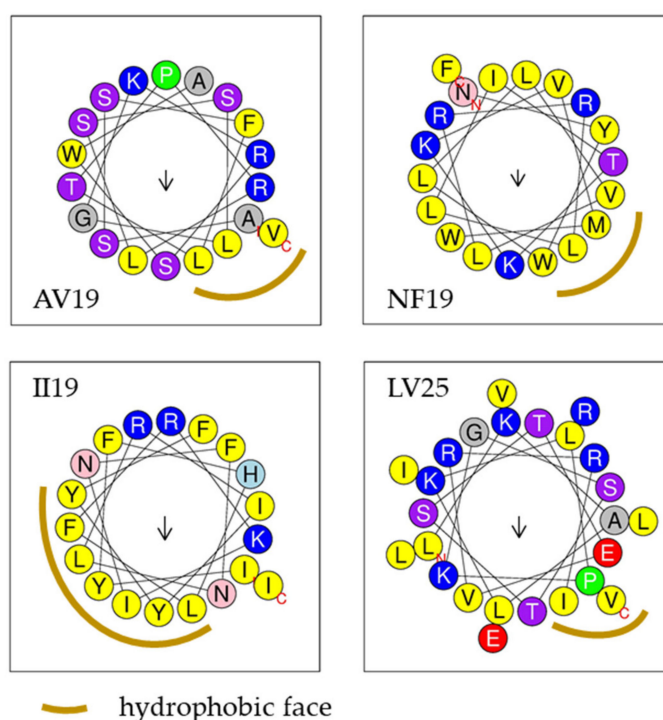 K P A
S S
S F
W R
T R
G A V
S L C
L S L
AV19
F I L V
C
N N
R R
K Y
L T
L V
W M
L L
K W
NF19
II19
R R
F F
N F
H
Y I
F K
L I I
Y N C
I Y L
LV25
V R
G K T L
R R
I K S
S A L
L L N E
K P
V L T I V C
E
hydrophobic face